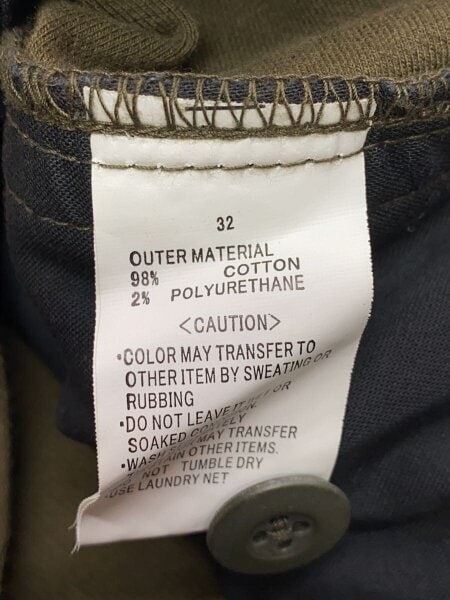 32
OUTER MATERIAL
98% COTTON
2% POLYURETHANE
<CAUTION>
•COLOR MAY TRANSFER TO
OTHER ITEM BY SWEATING OR
RUBBING
•DO NOT LEAVE OR
SOAKED
•WASH MAY TRANSFER
IN OTHER ITEMS.
NOT TUMBLE DRY
USE LAUNDRY NET